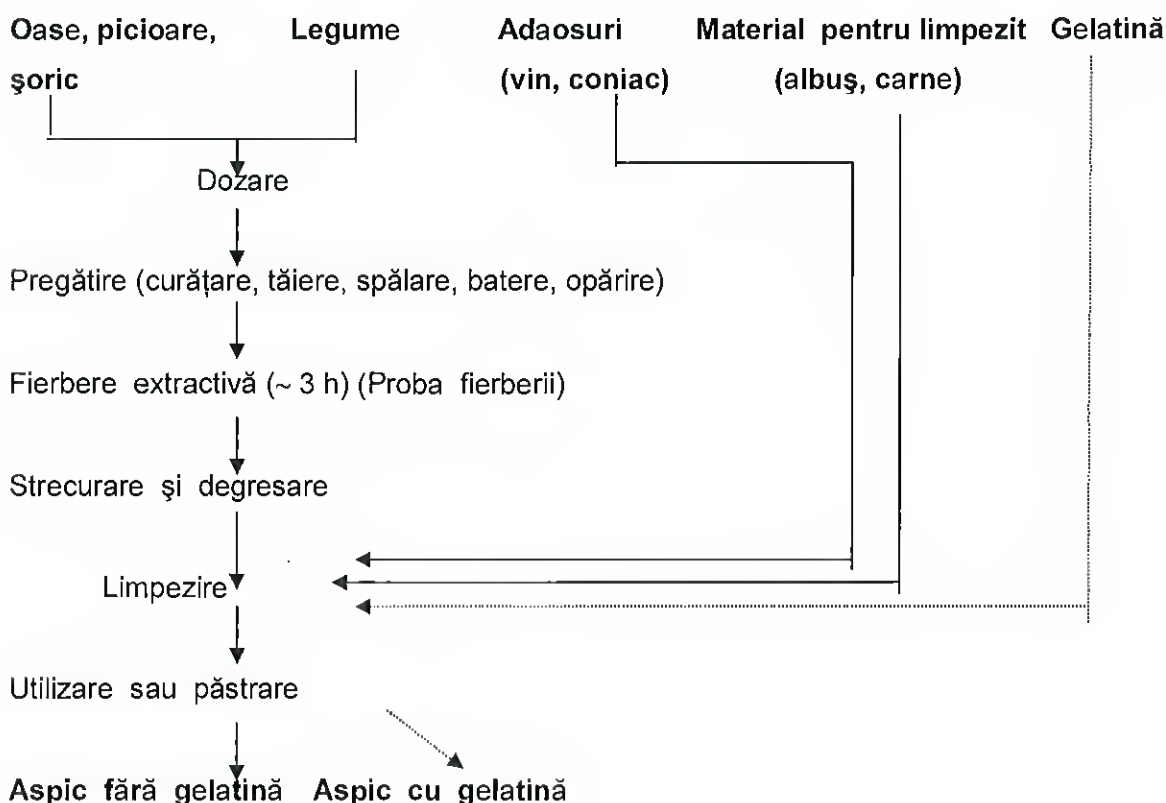 Oase, picioare, Legume Adaosuri Material pentru limpezit Gelatină
şoric (vin, coniac) (albuş, carne)
Dozare
Pregătire (curăţare, tăiere, spălare, batere, opărire)
Fierbere extractivă (~ 3 h) (Proba fierberii)
Strecurare şi degresare
Limpezire
Utilizare sau păstrare
Aspic fără gelatină Aspic cu gelatină